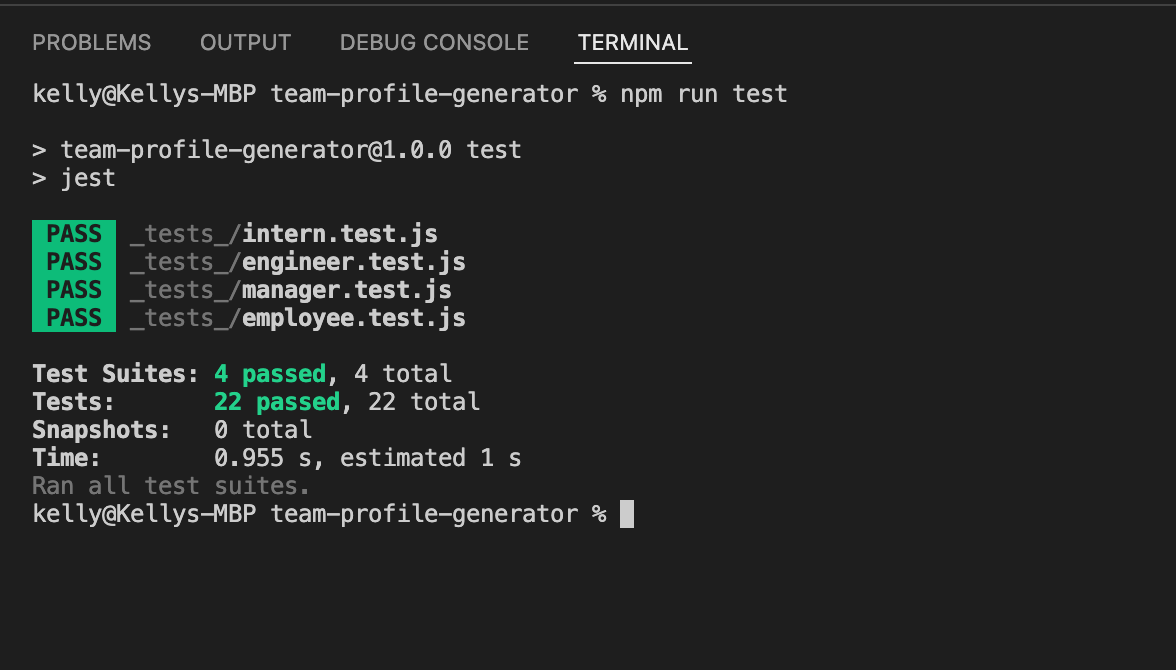 PROBLEMS OUTPUT DEBUG CONSOLE TERMINAL
kelly@Kellys-MBP team-profile-generator % npm run test
> team-profile-generator@1.0.0 test
> jest
PASS _tests_/intern.test.js
PASS _tests_/engineer.test.js
PASS _tests_/manager.test.js
PASS _tests_/employee.test.js
Test Suites: 4 passed, 4 total
Tests: 22 passed, 22 total
Snapshots: 0 total
Time: 0.955 s, estimated 1 s
Ran all test suites.
kelly@Kellys-MBP team-profile-generator %